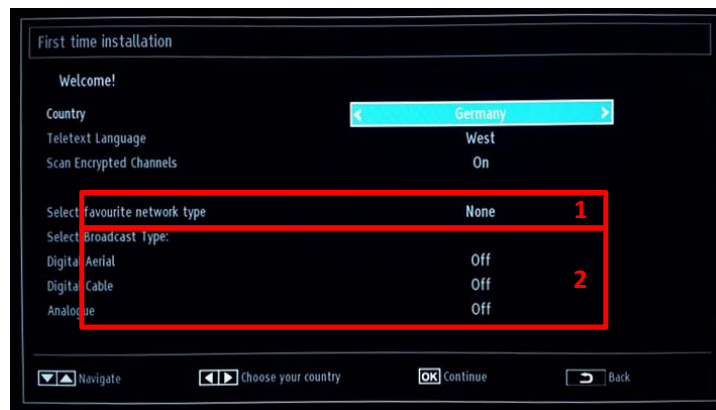 First time installation
Welcome!
Country < Germany >
Teletext Language West
Scan Encrypted Channels On
Select favourite network type None 1
Select Broadcast Type:
Digital Aerial Off
Digital Cable Off 2
Analogue Off
Navigate Choose your country OK Continue Back